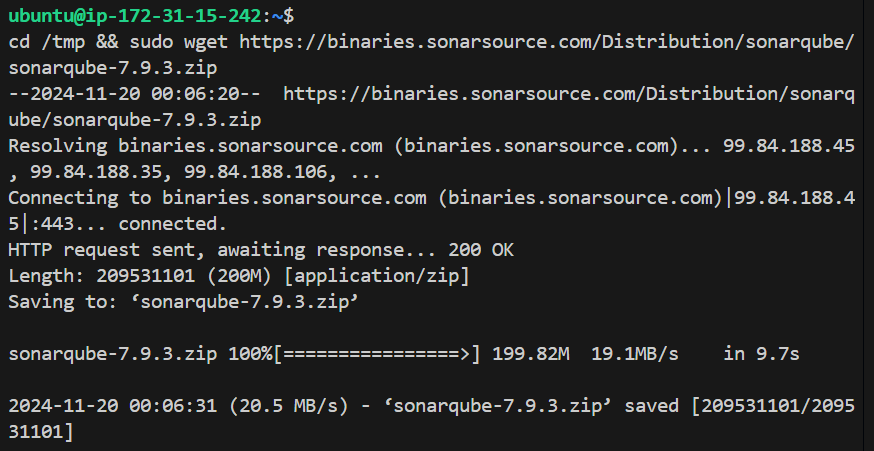 ubuntu@ip-172-31-15-242:~$
cd /tmp && sudo wget https://binaries.sonarsource.com/Distribution/sonarqube/
sonarqube-7.9.3.zip
--2024-11-20 00:06:20--  https://binaries.sonarsource.com/Distribution/sonarq
ube/sonarqube-7.9.3.zip
Resolving binaries.sonarsource.com (binaries.sonarsource.com)... 99.84.188.45
, 99.84.188.35, 99.84.188.106, ...
Connecting to binaries.sonarsource.com (binaries.sonarsource.com)|99.84.188.4
5|:443... connected.
HTTP request sent, awaiting response... 200 OK
Length: 209531101 (200M) [application/zip]
Saving to: ‘sonarqube-7.9.3.zip’

sonarqube-7.9.3.zip 100%[================>] 199.82M  19.1MB/s    in 9.7s

2024-11-20 00:06:31 (20.5 MB/s) - ‘sonarqube-7.9.3.zip’ saved [209531101/2095
31101]